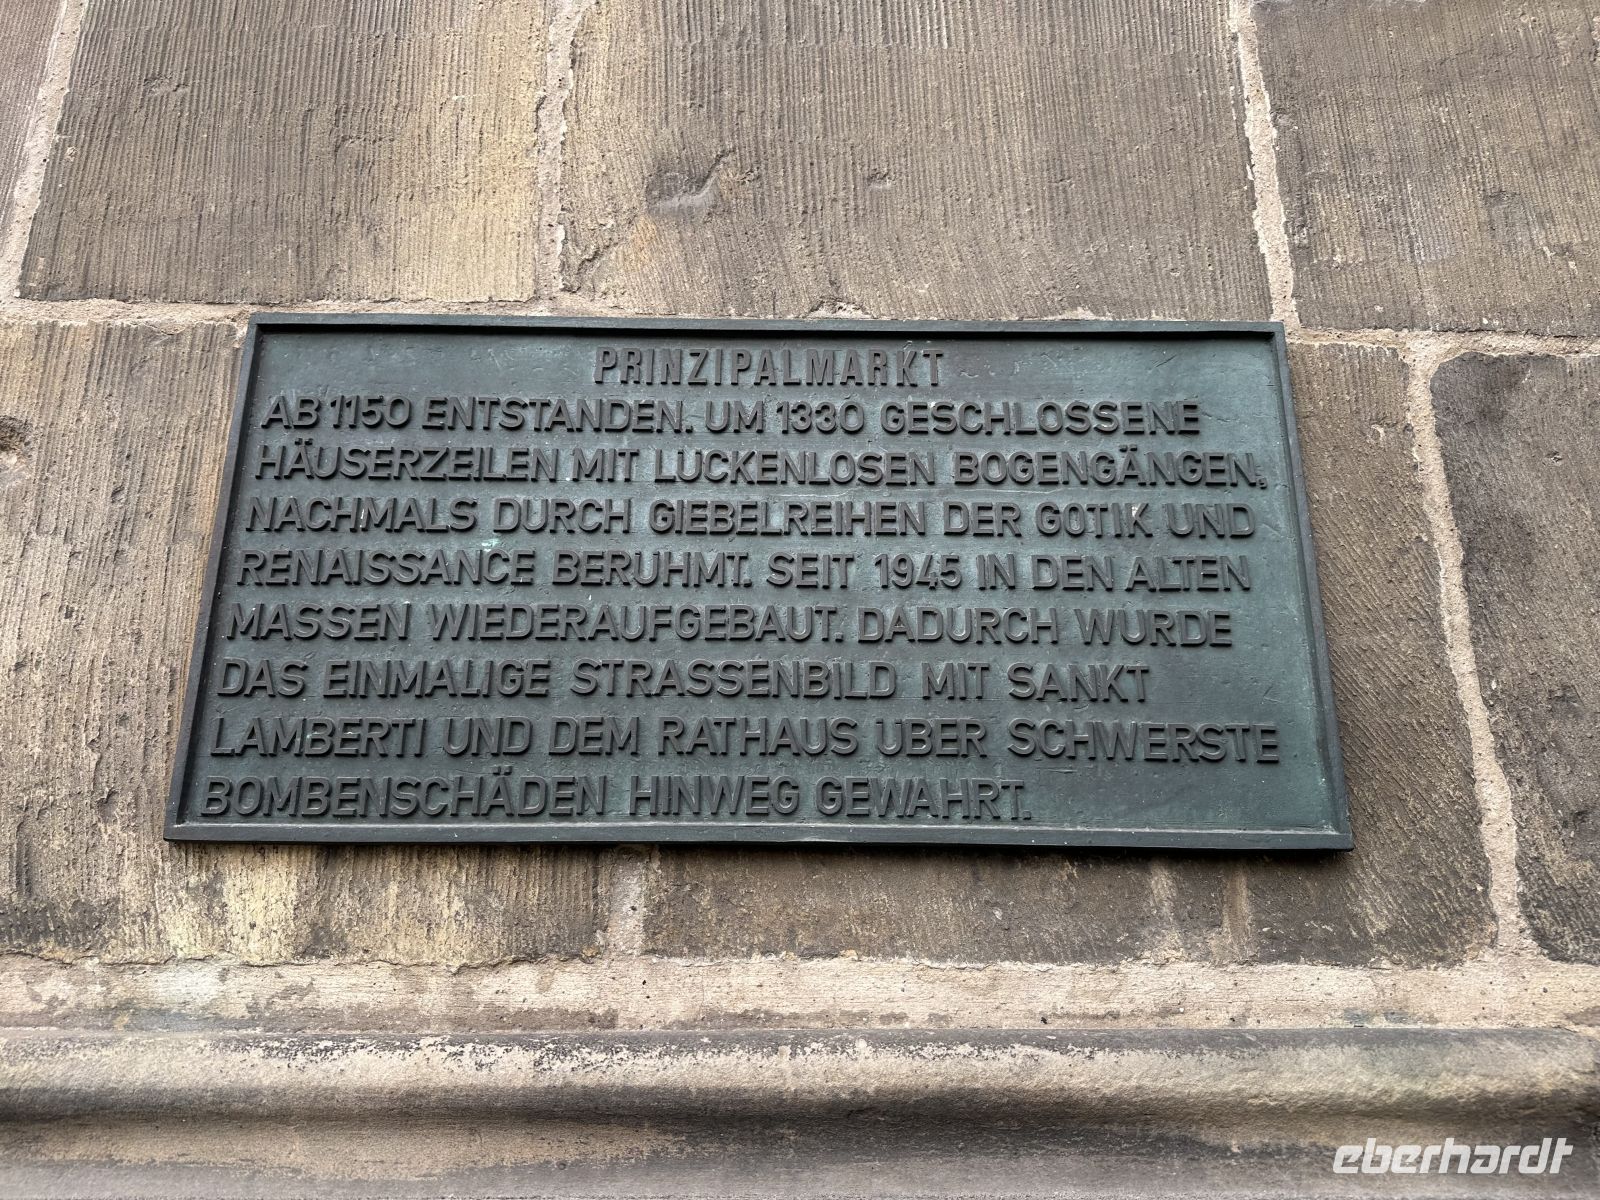 PRINZIPALMARKT
AB 1150 ENTSTANDEN. UM 1330 GESCHLOSSENE
HÄUSERZEILEN MIT LÜCKENLOSEN BOGENGÄNGEN,
NACHMALS DURCH GIEBELREIHEN DER GOTIK UND
RENAISSANCE BERÜHMT. SEIT 1945 IN DEN ALTEN
MASSEN WIEDERAUFGEBAUT. DADURCH WURDE
DAS EINMALIGE STRASSENBILD MIT SANKT
LAMBERTI UND DEM RATHAUS ÜBER SCHWERSTE
BOMBENSCHÄDEN HINWEG GEWAHRT.
eberhardt